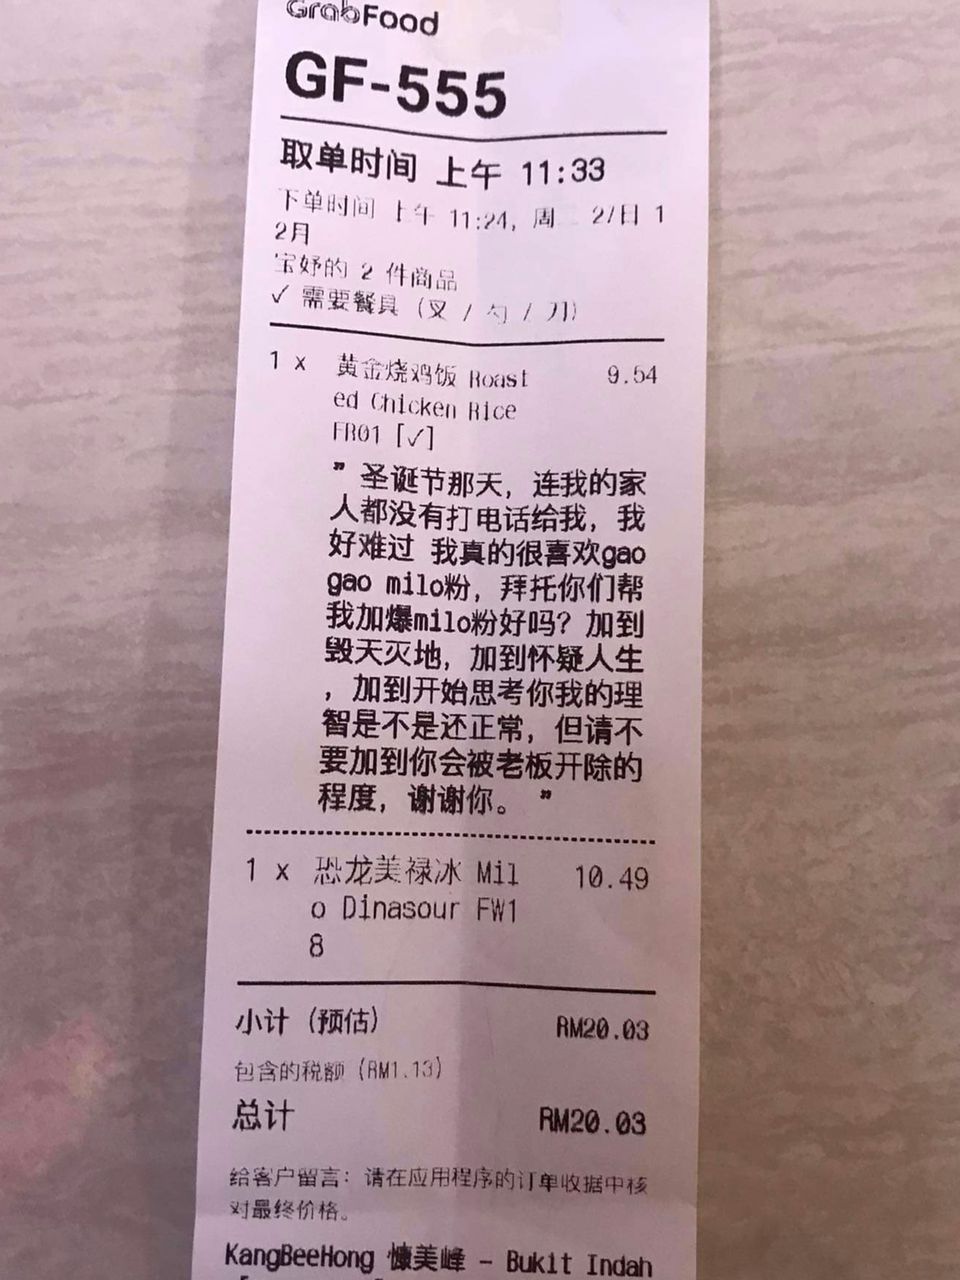 GrabFood
GF-555
取单时间 上午 11:33
下单时间 上午 11:24, 周二 27日 1
2月
宝妤的 2 件商品
✓ 需要餐具 (叉 / 勺 / 刀)
1 x 黄金烧鸡饭 Roast 9.54
ed Chicken Rice
FR01 [✓]
" 圣诞节那天, 连我的家
人都没有打电话给我, 我
好难过 我真的很喜欢gao
gao milo粉, 拜托你们帮
我加爆milo粉好吗? 加到
毁天灭地, 加到怀疑人生
, 加到开始思考你我的理
智是不是还正常, 但请不
要加到你会被老板开除的
程度, 谢谢你。 "
1 x 恐龙美禄冰 Mil 10.49
o Dinasour FW1
8
小计 (预估) RM20.03
包含的税额 (RM1.13)
总计 RM20.03
给客户留言: 请在应用程序的订单收据中核
对最终价格。
KangBeeHong 慷美峰 - Bukit Indah